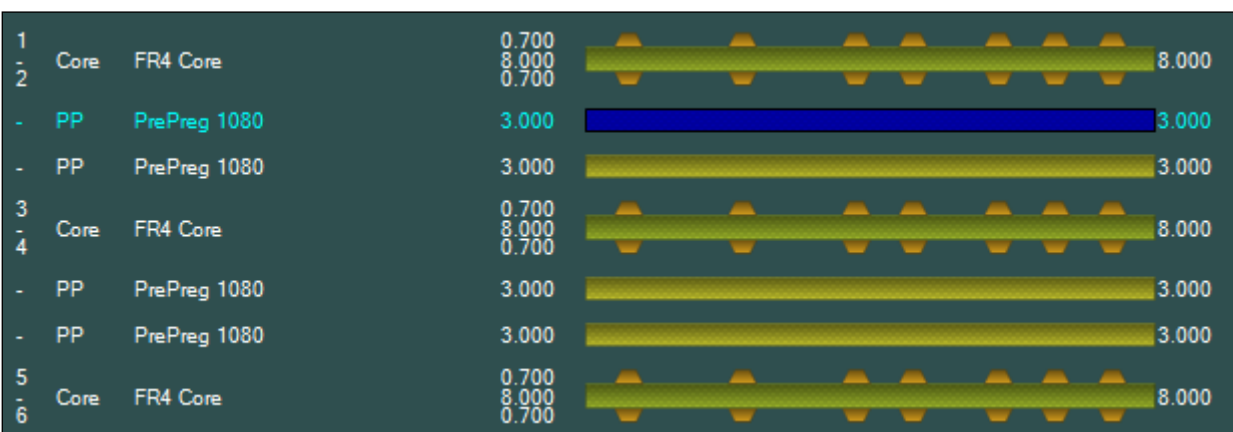 1 0.700
- Core FR4 Core 8.000 8.000
2 0.700
- PP PrePreg 1080 3.000 3.000
- PP PrePreg 1080 3.000 3.000
3 0.700
- Core FR4 Core 8.000 8.000
4 0.700
- PP PrePreg 1080 3.000 3.000
- PP PrePreg 1080 3.000 3.000
5 0.700
- Core FR4 Core 8.000 8.000
6 0.700